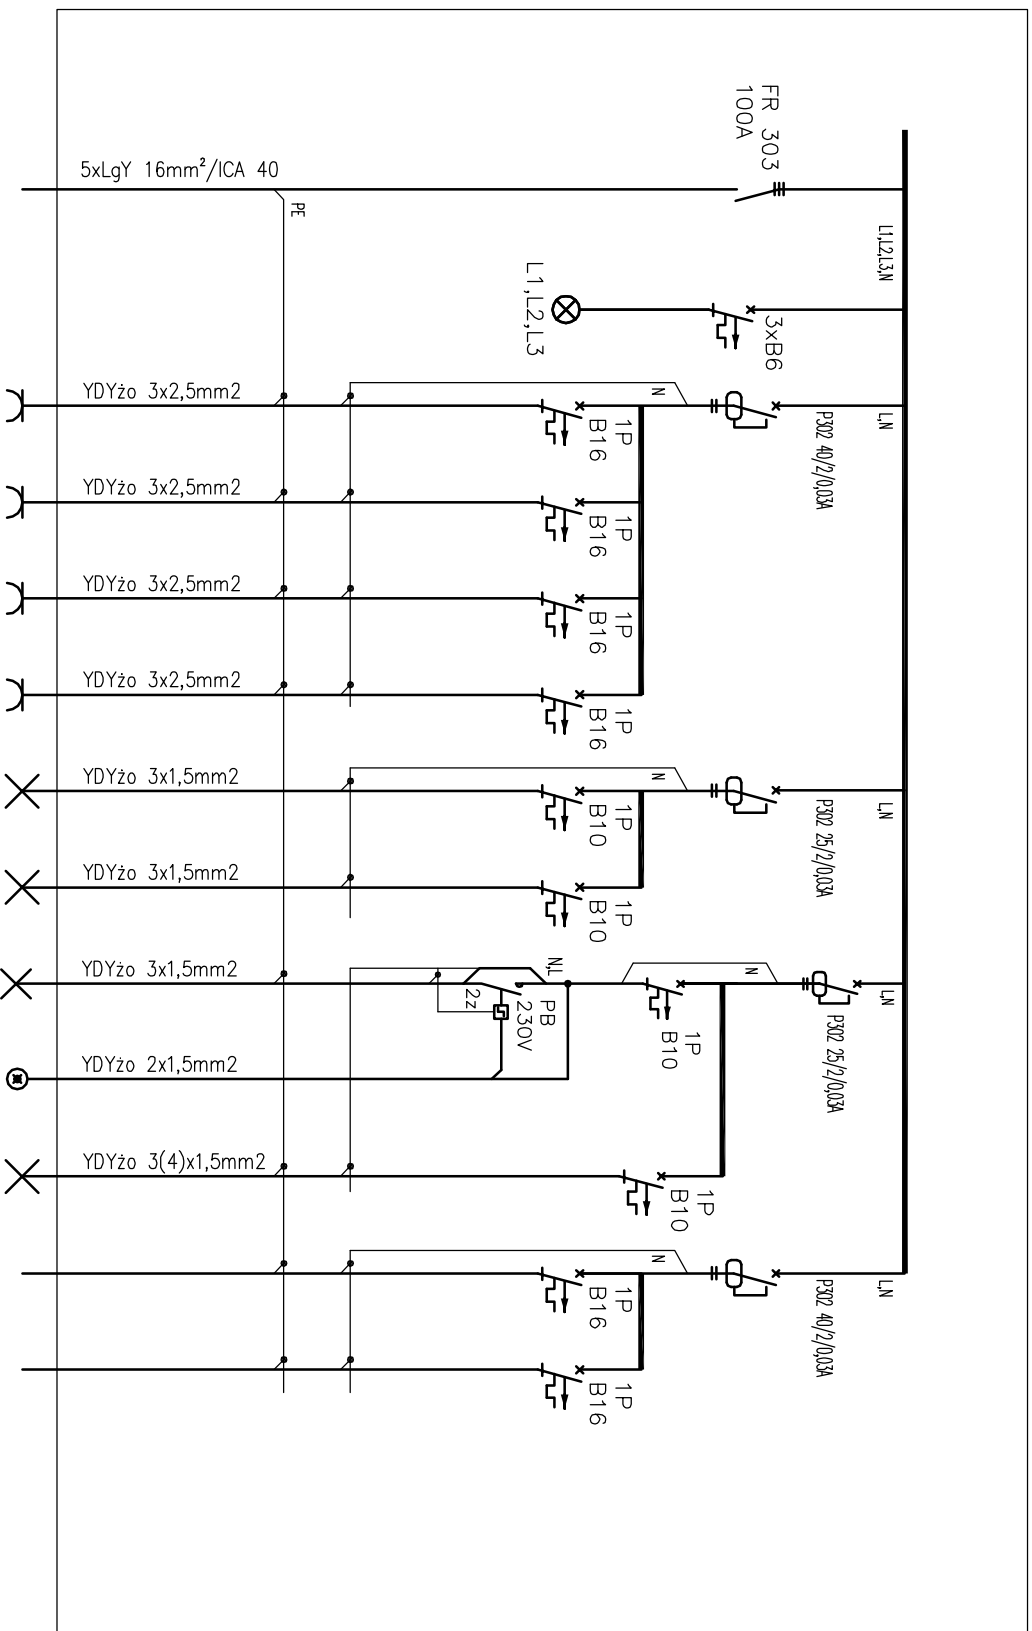 FR 303
100A
5xLgY 16mm²/ICA 40
PE
L1,L2,L3,N
3xB6
L1,L2,L3
L,N
P302 40/2/0,03A
N
1P
B16
YDYżo 3x2,5mm2
1P
B16
YDYżo 3x2,5mm2
1P
B16
YDYżo 3x2,5mm2
1P
B16
YDYżo 3x2,5mm2
L,N
P302 25/2/0,03A
N
1P
B10
YDYżo 3x1,5mm2
1P
B10
YDYżo 3x1,5mm2
L,N
P302 25/2/0,03A
N
1P
B10
N,L
PB
230V
2z
YDYżo 3x1,5mm2
YDYżo 2x1,5mm2
1P
B10
YDYżo 3(4)x1,5mm2
L,N
P302 40/2/0,03A
N
1P
B16
1P
B16